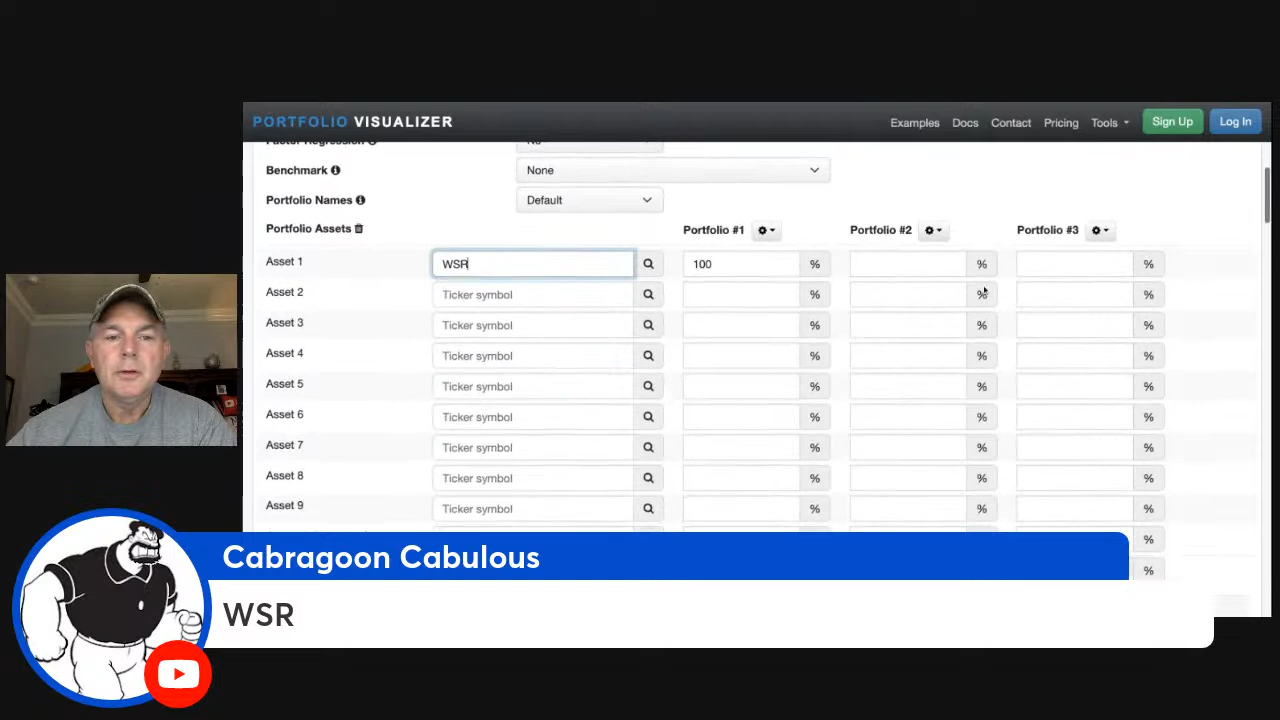 PORTFOLIO VISUALIZER Examples Docs Contact Pricing Tools Sign Up Log In
Factor Regression No
Benchmark None
Portfolio Names Default
Portfolio Assets Portfolio #1 Portfolio #2 Portfolio #3
Asset 1 WSR 100 % % %
Asset 2 Ticker symbol % % %
Asset 3 Ticker symbol % % %
Asset 4 Ticker symbol % % %
Asset 5 Ticker symbol % % %
Asset 6 Ticker symbol % % %
Asset 7 Ticker symbol % % %
Asset 8 Ticker symbol % % %
Asset 9 Ticker symbol % % %
%
%
Cabragoon Cabulous
WSR